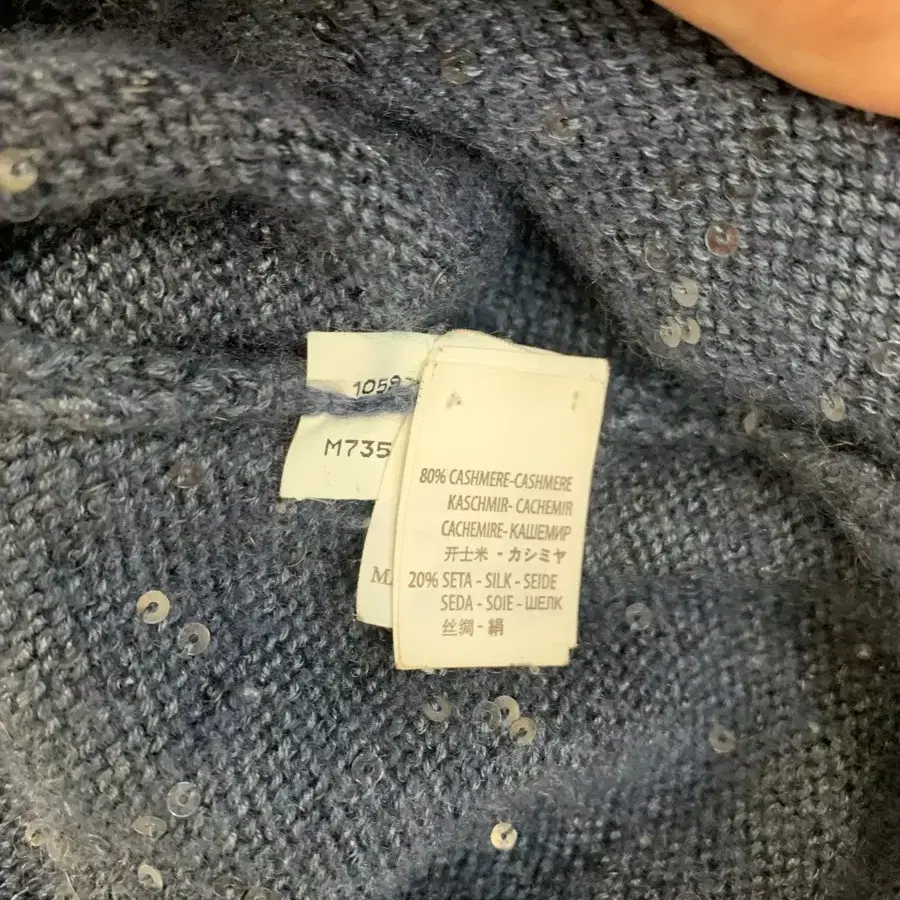 M735
80% CASHMERE-CASHMERE
KASCHMIR- CACHEMIR
CACHEMIRE- КАШЕМИР
开士米 - カシミヤ
20% SETA - SILK - SEIDE
SEDA - SOIE - ШЕЛК
丝绸 - 絹